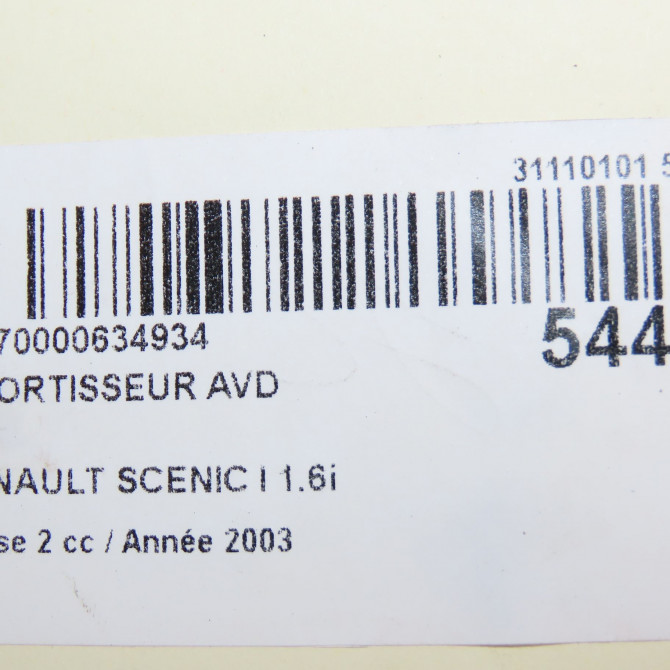 31110101 5
70000634934
544
ORTISSEUR AVD
NAULT SCENIC I 1.6i
se 2 cc / Année 2003